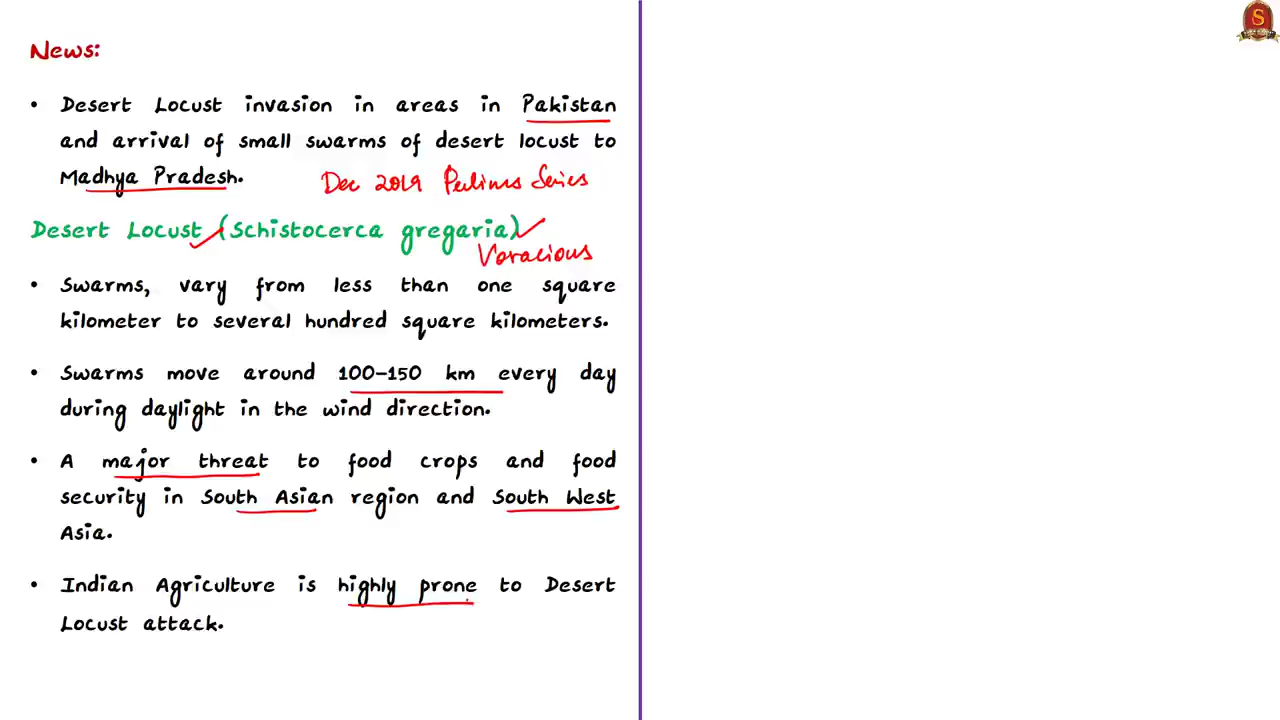 News:
• Desert Locust invasion in areas in Pakistan
and arrival of small swarms of desert locust to
Madhya Pradesh.
Dec 2019 Prelims Series
Desert Locust (Schistocerca gregaria)
Voracious
• Swarms, vary from less than one square
kilometer to several hundred square kilometers.
• Swarms move around 100-150 km every day
during daylight in the wind direction.
• A major threat to food crops and food
security in South Asian region and South West
Asia.
• Indian Agriculture is highly prone to Desert
Locust attack.
S